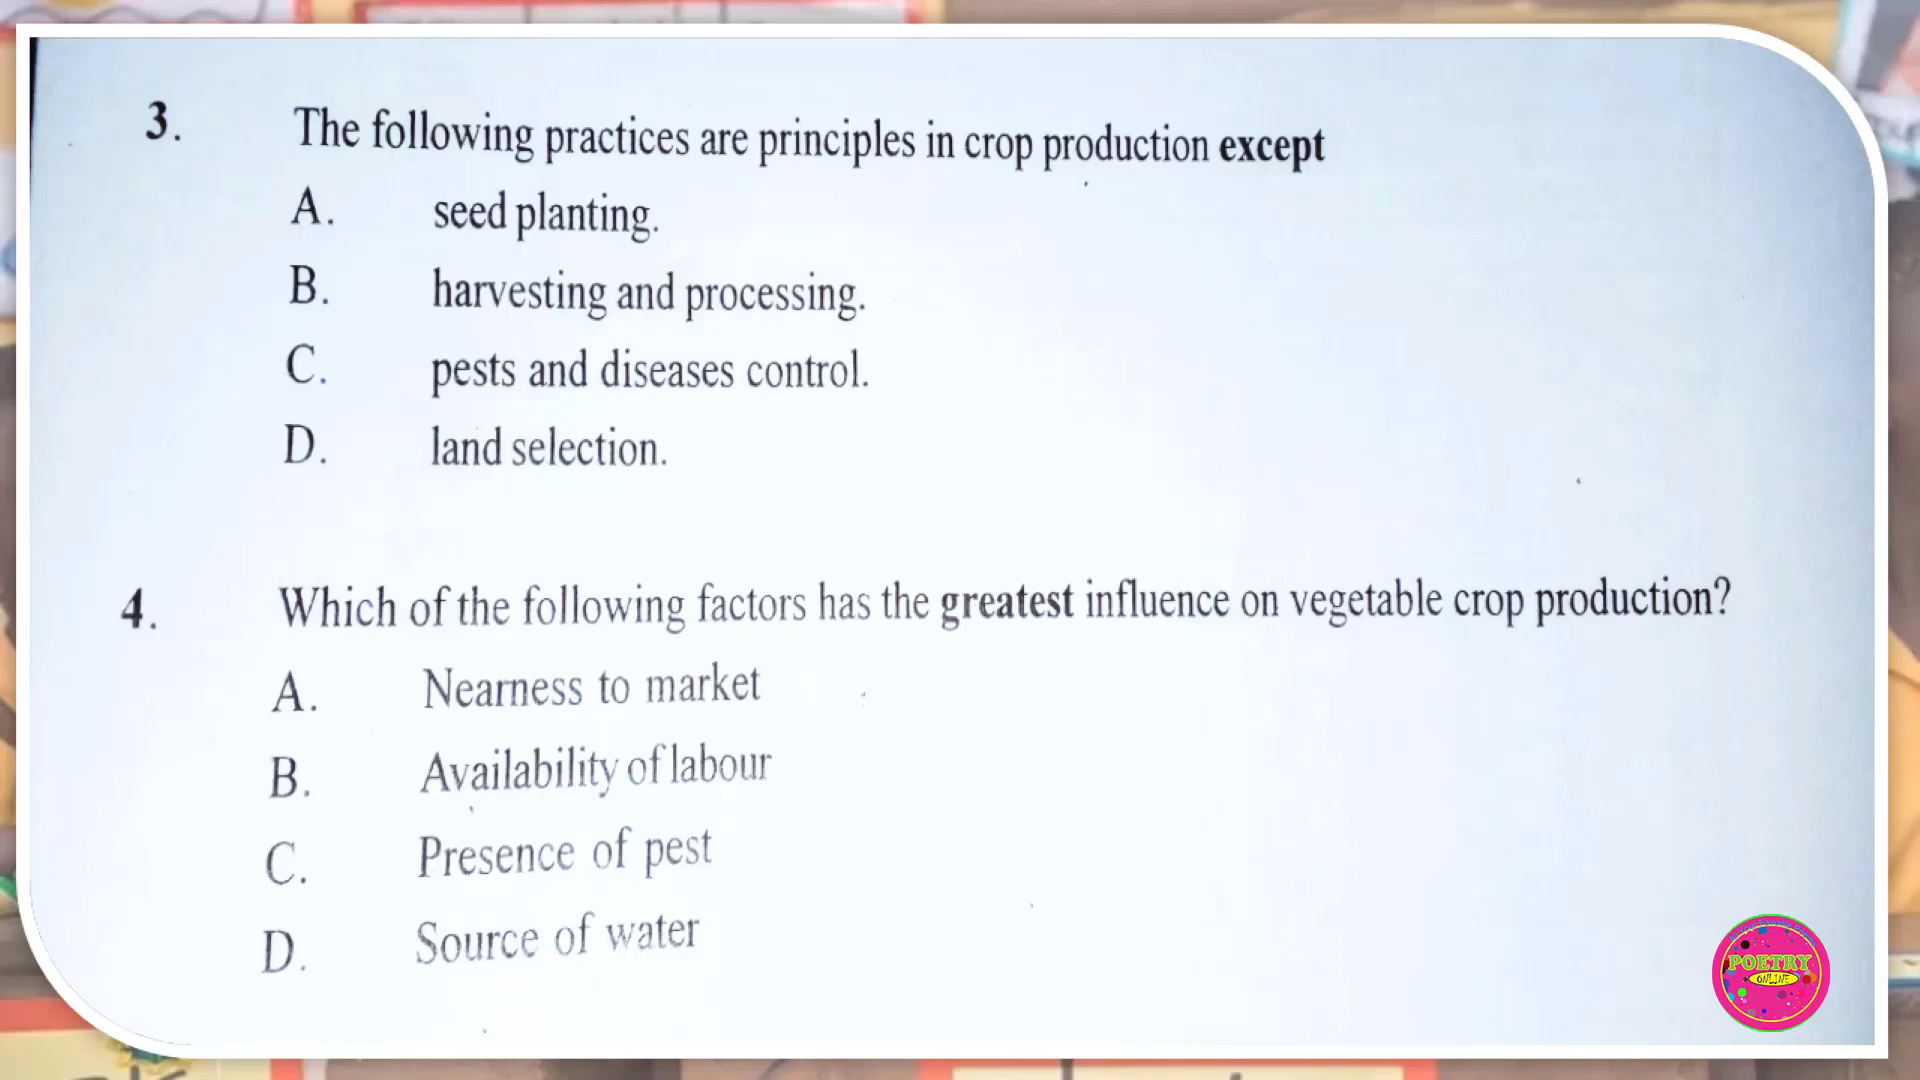 3. The following practices are principles in crop production except
A. seed planting.
B. harvesting and processing.
C. pests and diseases control.
D. land selection.
4. Which of the following factors has the greatest influence on vegetable crop production?
A. Nearness to market
B. Availability of labour
C. Presence of pest
D. Source of water
POETRY
ONLINE